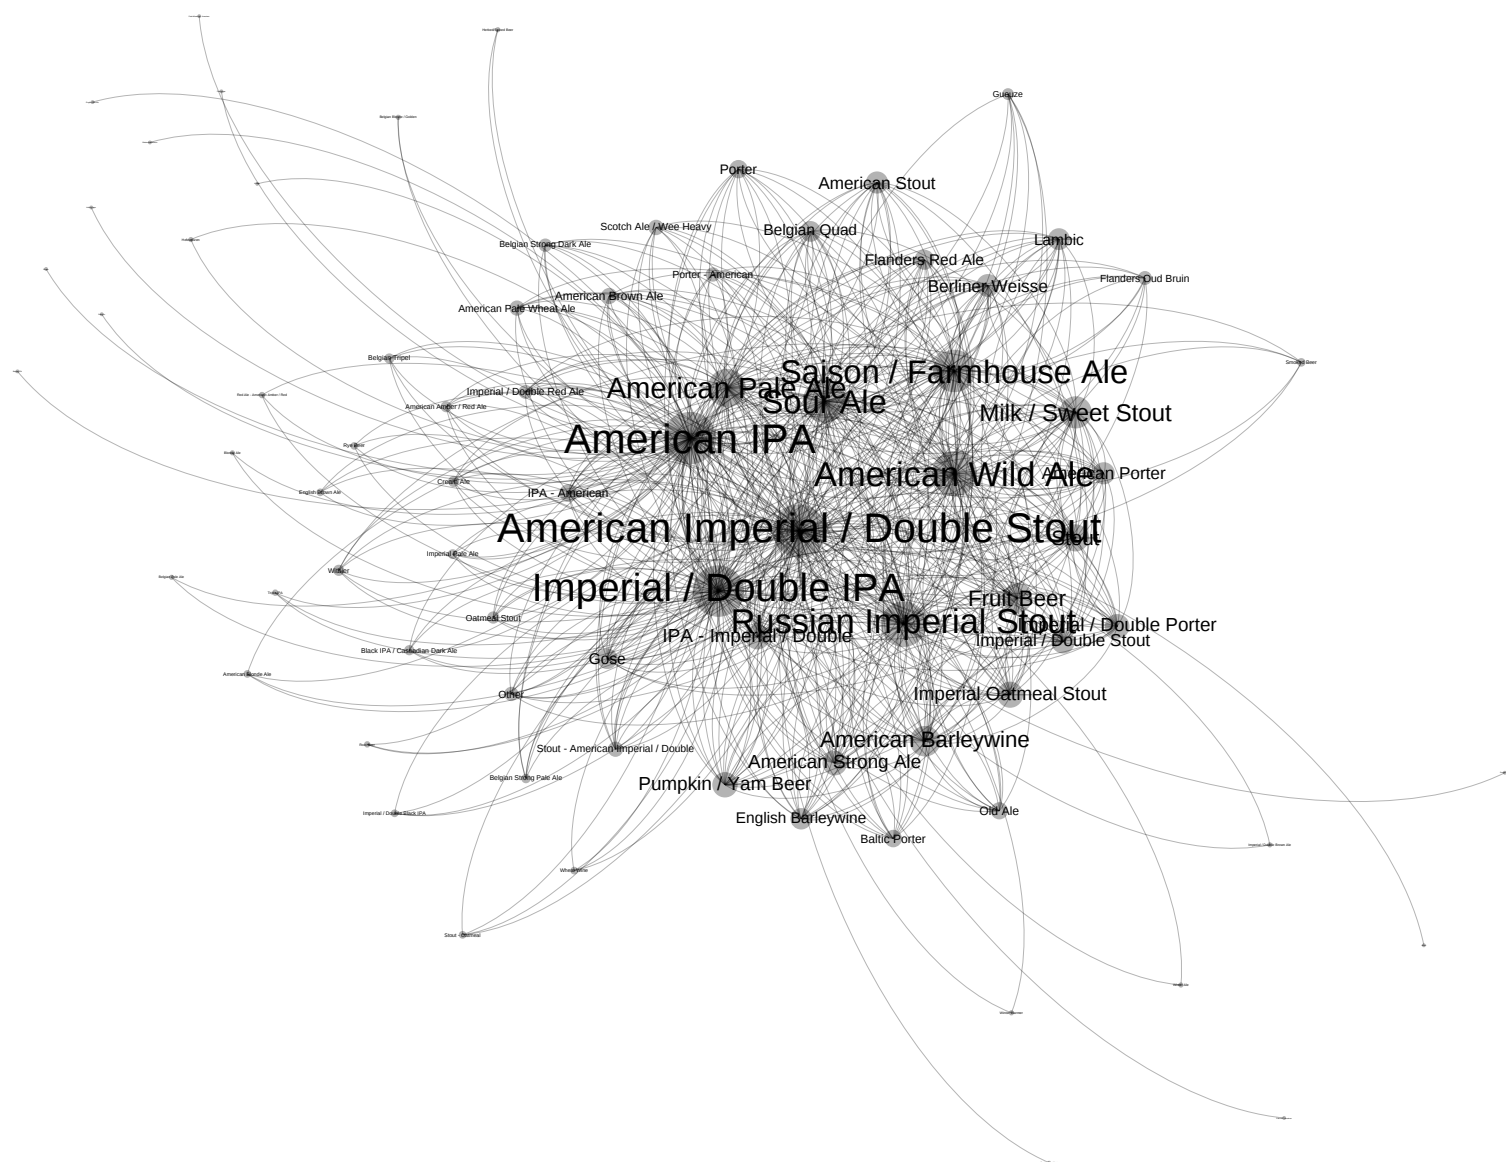 Gueuze
Porter
American Stout
Scotch Ale / Wee Heavy
Belgian Quad
Belgian Strong Dark Ale
Lambic
Flanders Red Ale
Porter - American
Flanders Oud Bruin
Berliner Weisse
American Brown Ale
American Pale Wheat Ale
Belgian Tripel
Smoked Beer
Saison / Farmhouse Ale
American Pale Ale
Imperial / Double Red Ale
Sour Ale
American Amber / Red Ale
Milk / Sweet Stout
American IPA
Rye Beer
American Wild Ale
American Porter
Cream Ale
English Brown Ale
IPA - American
American Imperial / Double Stout
Stout
Imperial Pale Ale
Witbier
Imperial / Double IPA
Fruit Beer
Oatmeal Stout
Russian Imperial Stout
Imperial / Double Porter
IPA - Imperial / Double
Imperial / Double Stout
Black IPA / Cascadian Dark Ale
Gose
American Blonde Ale
Other
Imperial Oatmeal Stout
American Barleywine
Stout - American Imperial / Double
American Strong Ale
Belgian Strong Pale Ale
Pumpkin / Yam Beer
Old Ale
Imperial / Double Black IPA
English Barleywine
Baltic Porter
Wheatwine
Stout - Oatmeal